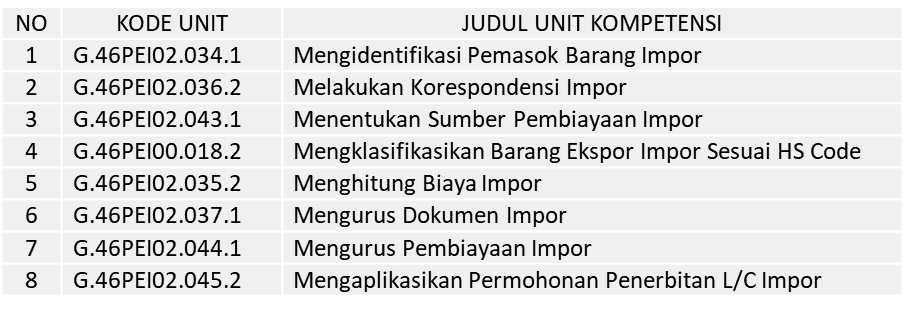 NO KODE UNIT JUDUL UNIT KOMPETENSI
1 G.46PEI02.034.1 Mengidentifikasi Pemasok Barang Impor
2 G.46PEI02.036.2 Melakukan Korespondensi Impor
3 G.46PEI02.043.1 Menentukan Sumber Pembiayaan Impor
4 G.46PEI00.018.2 Mengklasifikasikan Barang Ekspor Impor Sesuai HS Code
5 G.46PEI02.035.2 Menghitung Biaya Impor
6 G.46PEI02.037.1 Mengurus Dokumen Impor
7 G.46PEI02.044.1 Mengurus Pembiayaan Impor
8 G.46PEI02.045.2 Mengaplikasikan Permohonan Penerbitan L/C Impor